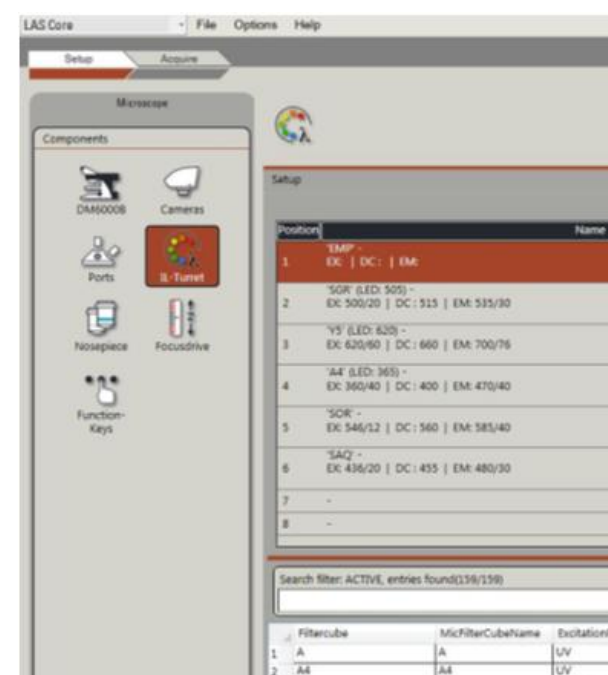 LAS Core File Options Help
Setup Acquire
Microscope
Components
DM6000B Cameras
Ports IL-Turret
Nosepiece Focusdrive
Function-
Keys
Setup
Position Name
1 'EMP' -
EX: | DC : | EM:
2 'SGR' (LED: 505) -
EX: 500/20 | DC : 515 | EM: 535/30
3 'Y5' (LED: 620) -
EX: 620/60 | DC : 660 | EM: 700/76
4 'A4' (LED: 365) -
EX: 360/40 | DC : 400 | EM: 470/40
5 'SOR' -
EX: 546/12 | DC : 560 | EM: 585/40
6 'SAQ' -
EX: 436/20 | DC : 455 | EM: 480/30
7 -
8 -
Search filter: ACTIVE, entries found(159/159)
Filtercube MicFilterCubeName Excitation
1 A A UV
2 A4 A4 UV